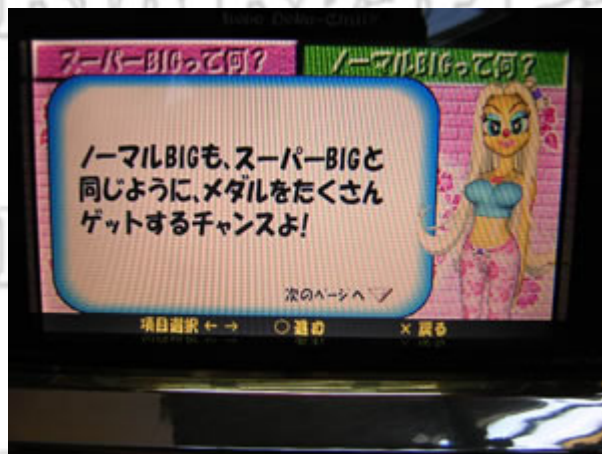 スーパーBIGって何?
ノーマルBIGって何?
ノーマルBIGも、スーパーBIGと
同じように、メダルをたくさん
ゲットするチャンスよ!
次のページへ
項目選択 ← → ○ 進む × 戻る